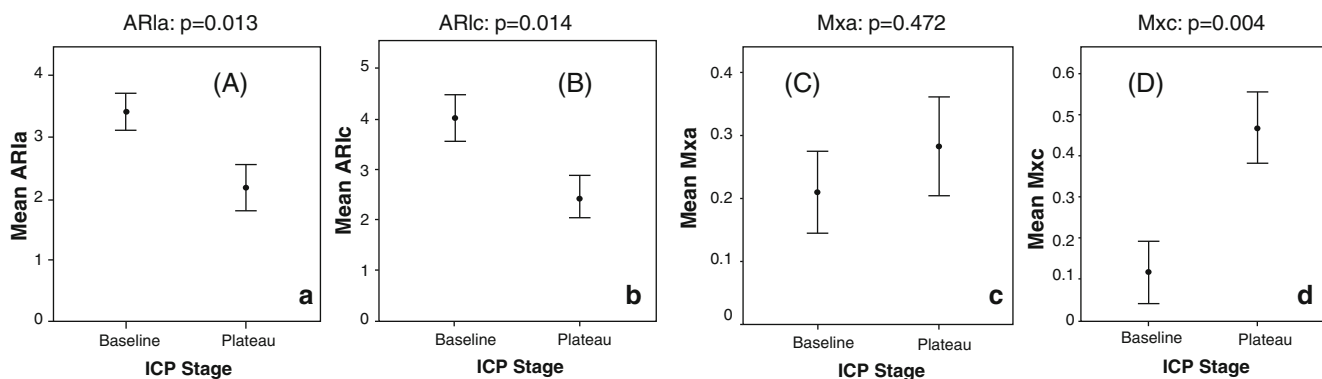 ARIa: p=0.013
Mean ARIa
4
3
2
1
0
(A)
a
Baseline Plateau
ICP Stage
ARIc: p=0.014
Mean ARIc
5
4
3
2
1
0
(B)
b
Baseline Plateau
ICP Stage
Mxa: p=0.472
Mean Mxa
0.4
0.3
0.2
0.1
0
(C)
c
Baseline Plateau
ICP Stage
Mxc: p=0.004
Mean Mxc
0.6
0.5
0.4
0.3
0.2
0.1
0
(D)
d
Baseline Plateau
ICP Stage